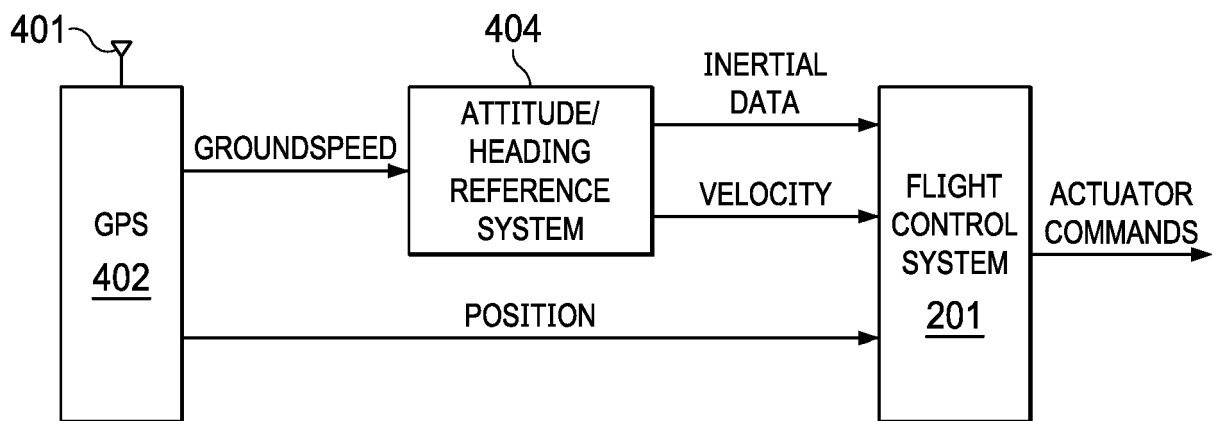 401
404
GPS
402
GROUNDSPEED
ATTITUDE/
HEADING
REFERENCE
SYSTEM
INERTIAL
DATA
VELOCITY
POSITION
FLIGHT
CONTROL
SYSTEM
201
ACTUATOR
COMMANDS